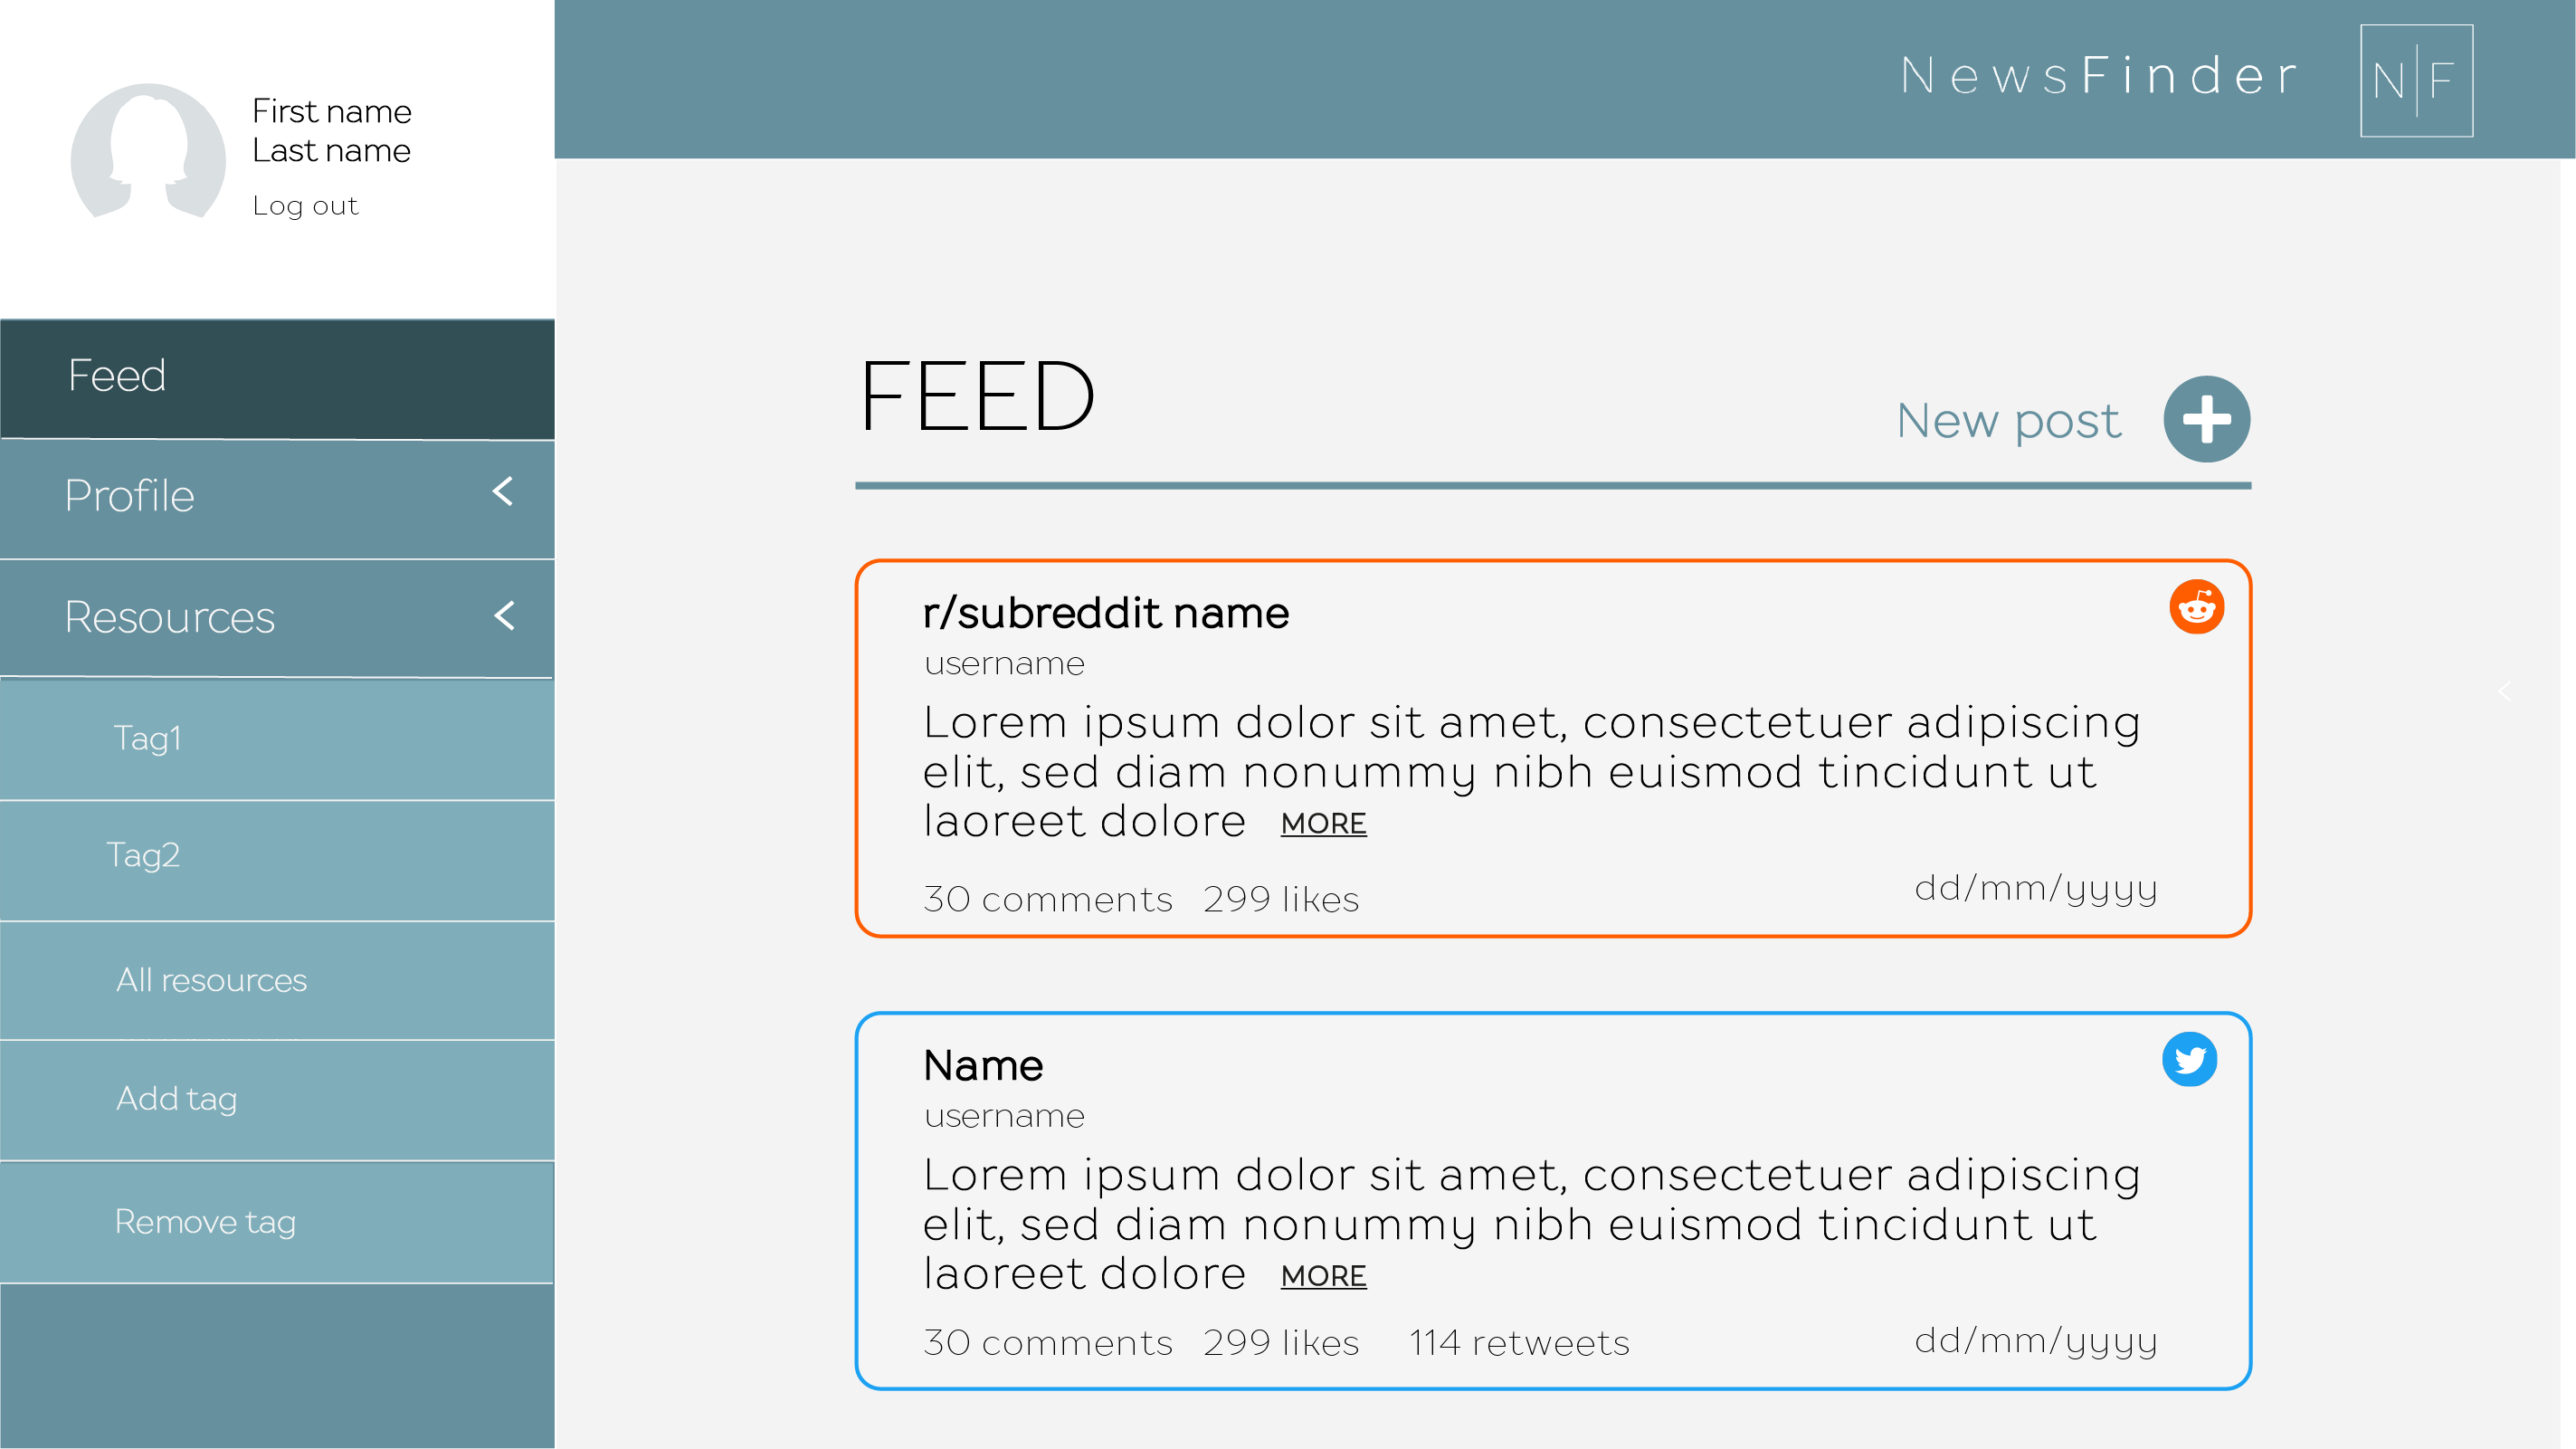 First name
Last name
Log out
NewsFinder
N|F
Feed
Profile
Resources
Tag1
Tag2
All resources
Add tag
Remove tag
FEED
New post
r/subreddit name
username
Lorem ipsum dolor sit amet, consectetuer adipiscing
elit, sed diam nonummy nibh euismod tincidunt ut
laoreet dolore MORE
30 comments 299 likes dd/mm/yyyy
Name
username
Lorem ipsum dolor sit amet, consectetuer adipiscing
elit, sed diam nonummy nibh euismod tincidunt ut
laoreet dolore MORE
30 comments 299 likes 114 retweets dd/mm/yyyy